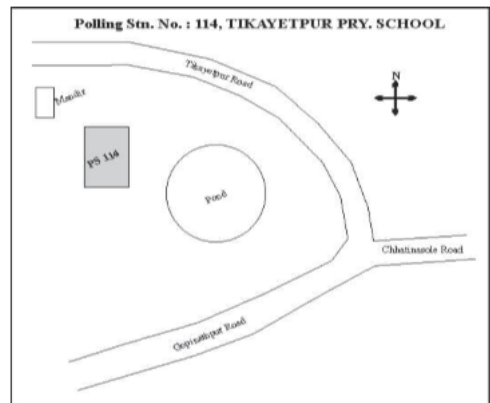 Polling Stn. No. : 114, TIKAYETPUR PRY. SCHOOL
Tikayetpur Road
N
Mandir
PS 114
Pond
Chhatinasole Road
Gopinathpur Road